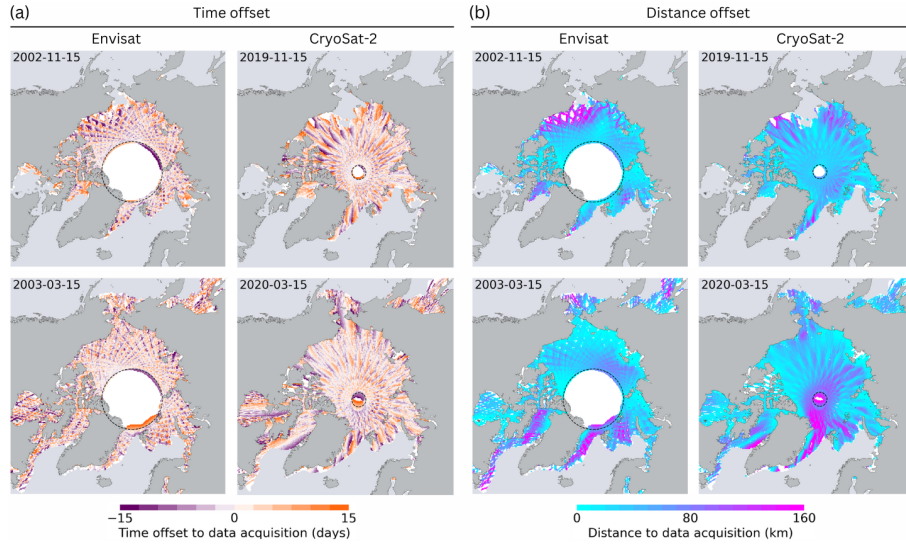 (a) Time offset
(b) Distance offset
Envisat
CryoSat-2
Envisat
CryoSat-2
2002-11-15
2019-11-15
2002-11-15
2019-11-15
2003-03-15
2020-03-15
2003-03-15
2020-03-15
−15 0 15
Time offset to data acquisition (days)
0 80 160
Distance to data acquisition (km)